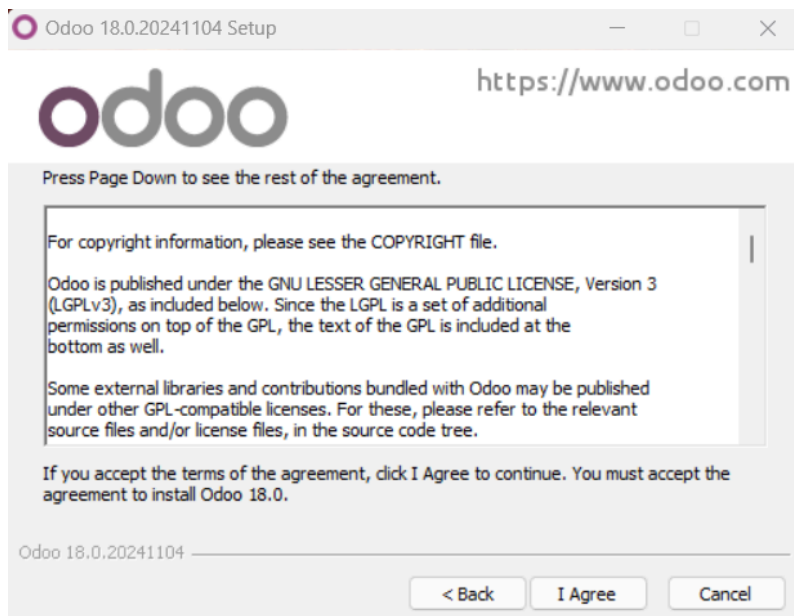 Odoo 18.0.20241104 Setup
odoo
https://www.odoo.com
Press Page Down to see the rest of the agreement.
For copyright information, please see the COPYRIGHT file.
Odoo is published under the GNU LESSER GENERAL PUBLIC LICENSE, Version 3
(LGPLv3), as included below. Since the LGPL is a set of additional
permissions on top of the GPL, the text of the GPL is included at the
bottom as well.
Some external libraries and contributions bundled with Odoo may be published
under other GPL-compatible licenses. For these, please refer to the relevant
source files and/or license files, in the source code tree.
If you accept the terms of the agreement, click I Agree to continue. You must accept the
agreement to install Odoo 18.0.
Odoo 18.0.20241104
< Back
I Agree
Cancel